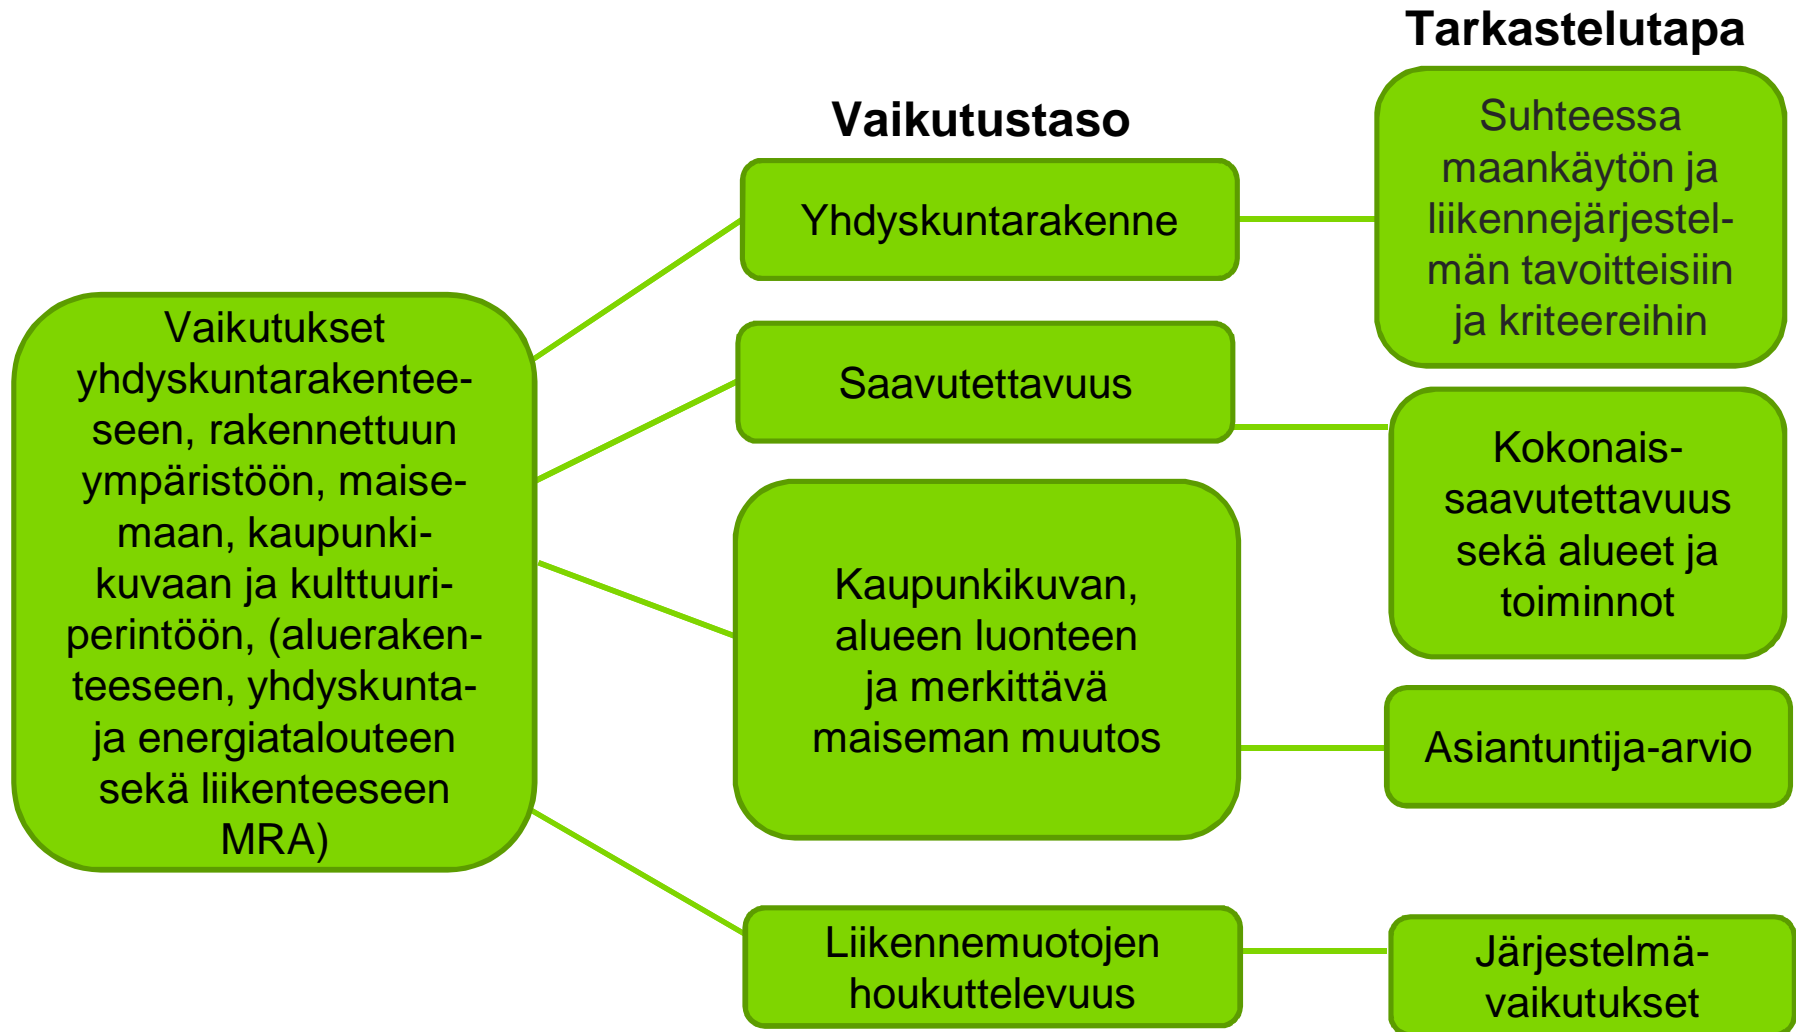 Tarkastelutapa
Vaikutustaso
Vaikutukset
yhdyskuntarakentee-
seen, rakennettuun
ympäristöön, maise-
maan, kaupunki-
kuvaan ja kulttuuri-
perintöön, (alueraken-
teeseen, yhdyskunta-
ja energiatalouteen
sekä liikenteeseen
MRA)
Yhdyskuntarakenne
Suhteessa
maankäytön ja
liikennejärjestel-
män tavoitteisiin
ja kriteereihin
Saavutettavuus
Kokonais-
saavutettavuus
sekä alueet ja
toiminnot
Kaupunkikuvan,
alueen luonteen
ja merkittävä
maiseman muutos
Asiantuntija-arvio
Liikennemuotojen
houkuttelevuus
Järjestelmä-
vaikutukset